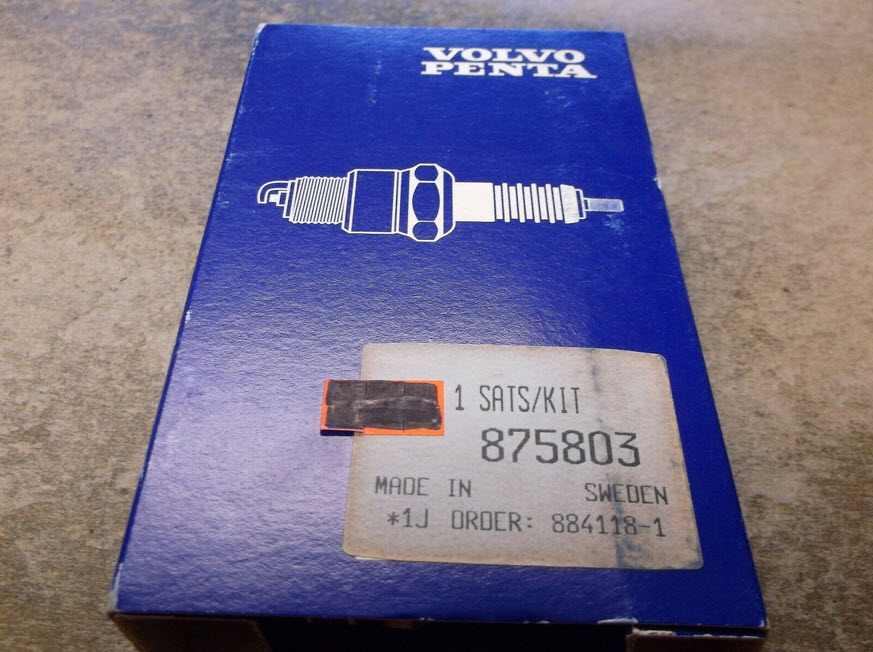 VOLVO
PENTA
1 SATS/KIT
875803
MADE IN SWEDEN
*1J ORDER: 884118-1